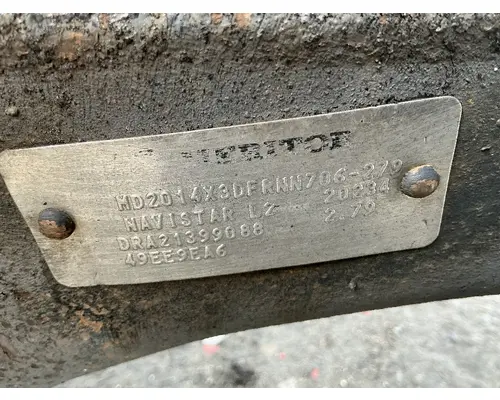 MERITOR
MD2014X3DFRNN706-279
NAVISTAR L2 20234
DRA21399088 2.79
49EE9EA6